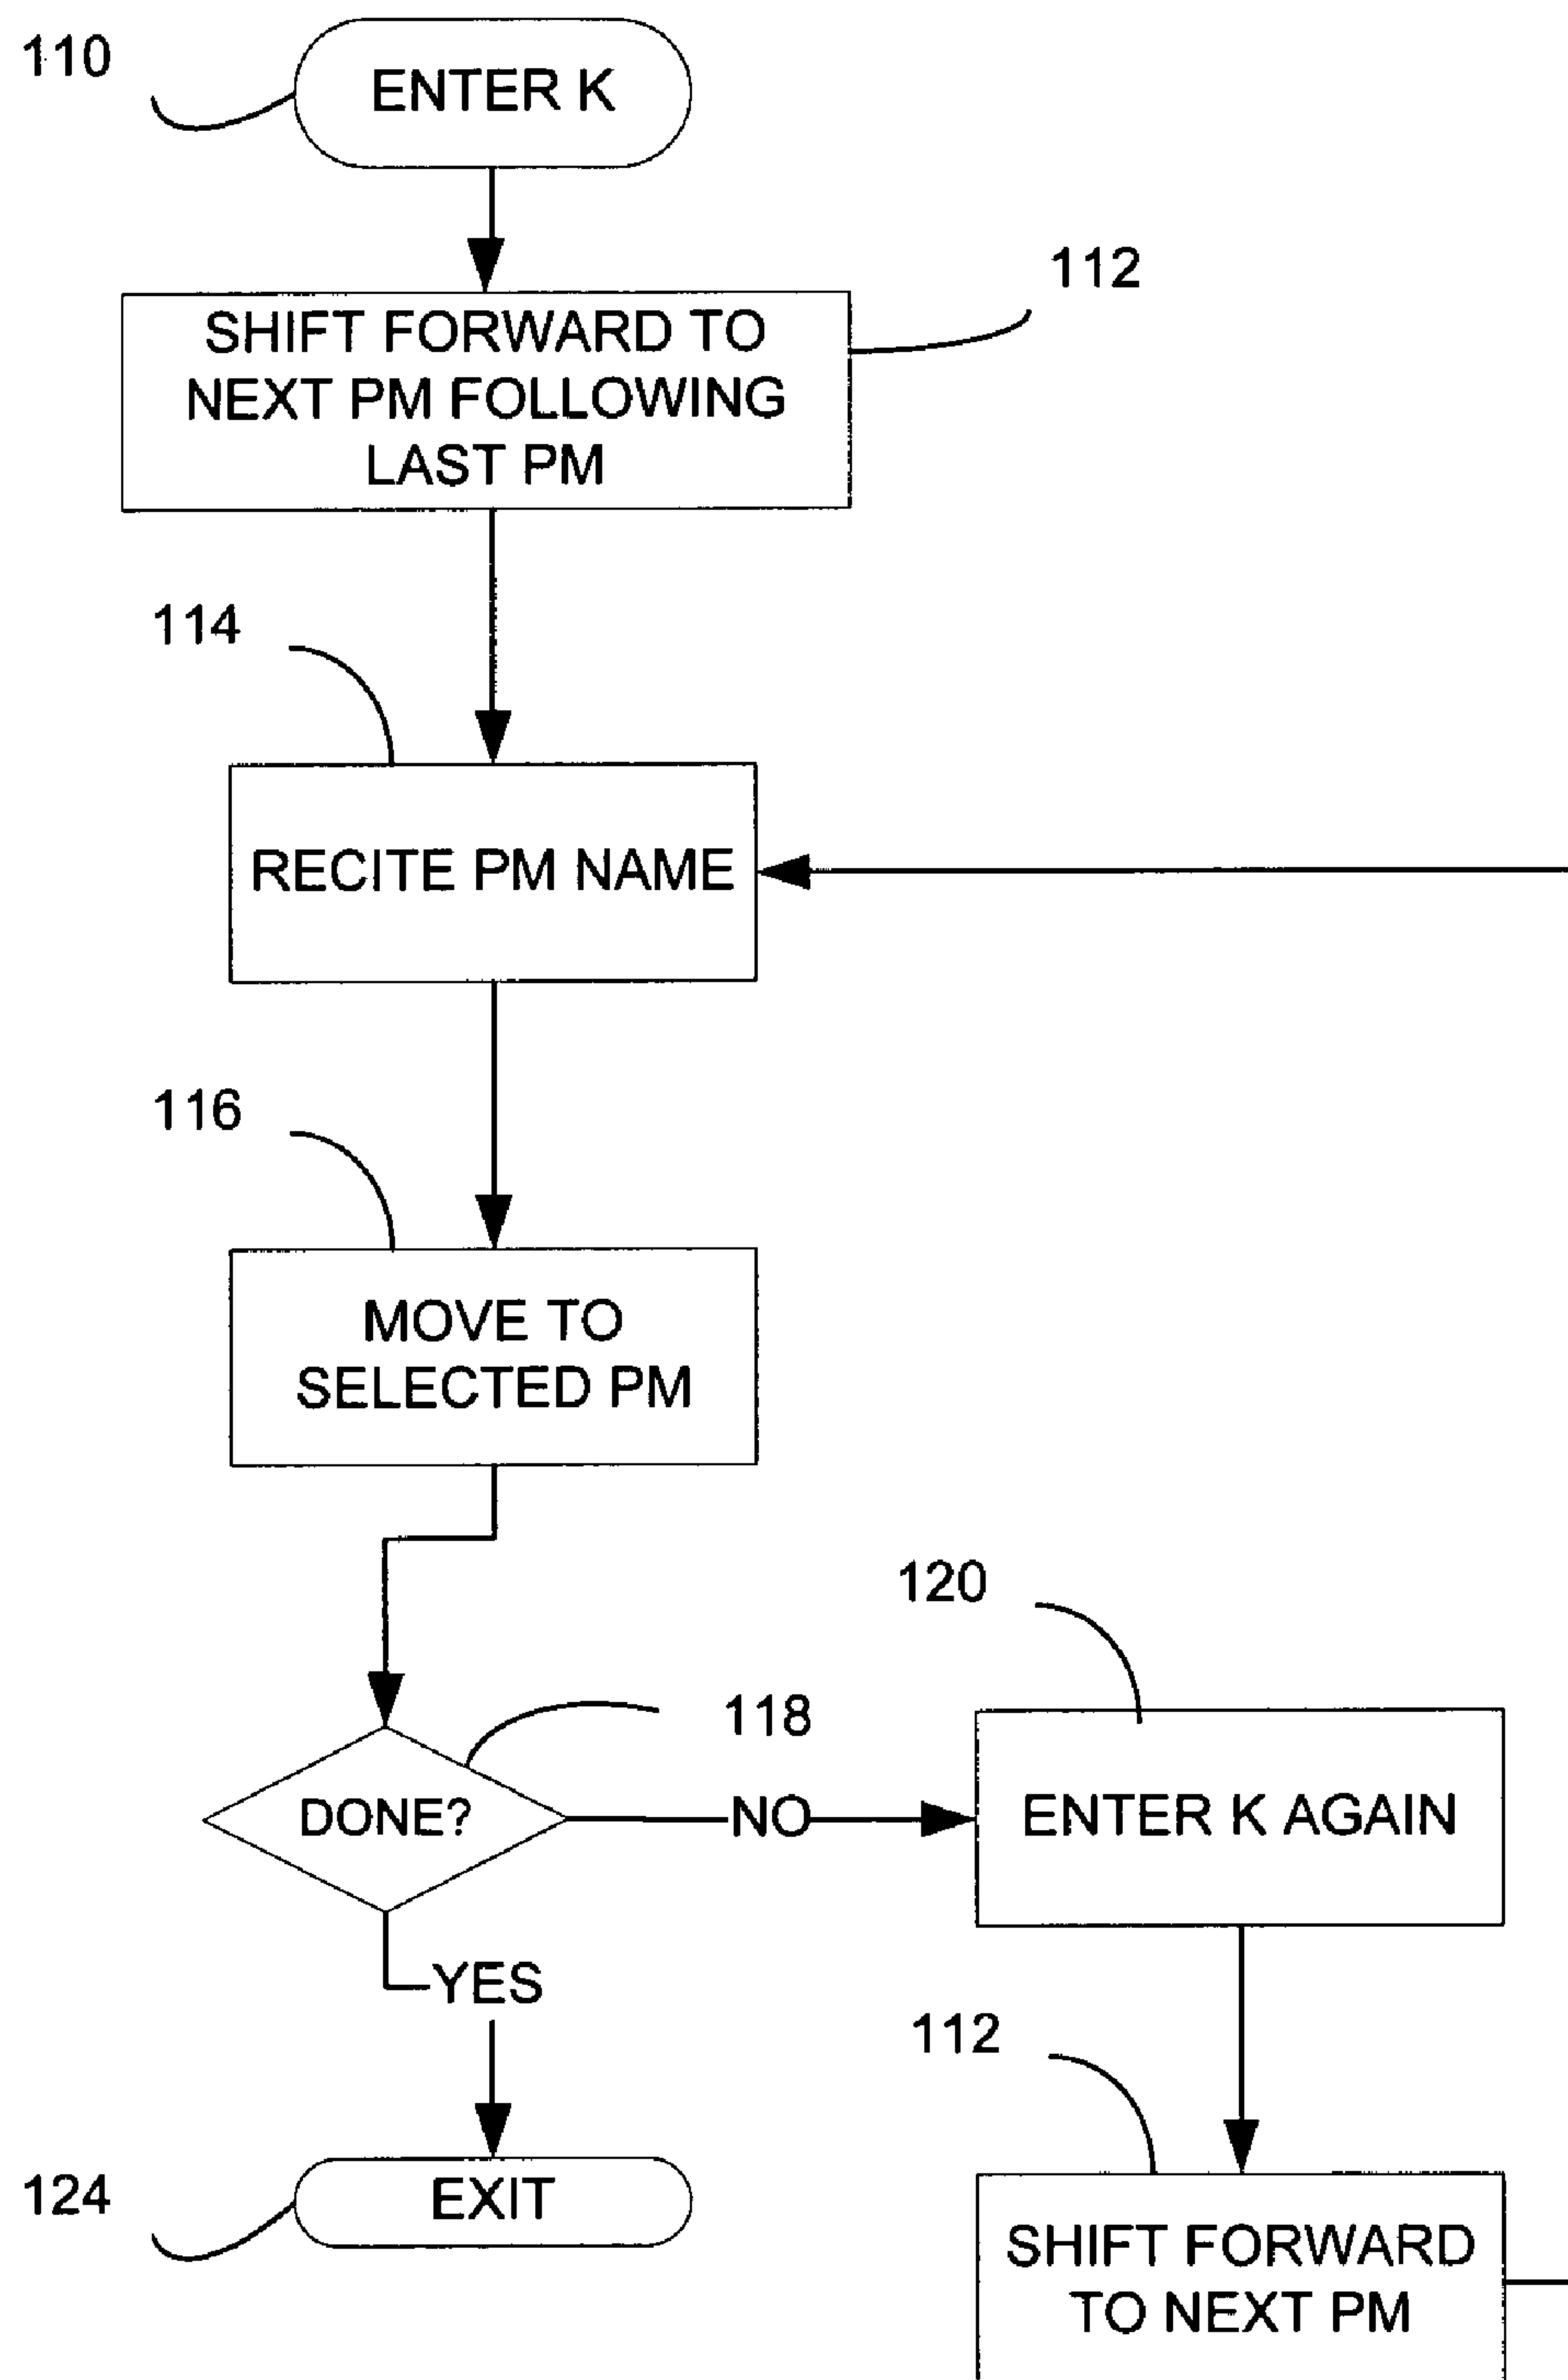 110
ENTER K
112
SHIFT FORWARD TO
NEXT PM FOLLOWING
LAST PM
114
RECITE PM NAME
116
MOVE TO
SELECTED PM
118
DONE?
NO
120
ENTER K AGAIN
YES
112
SHIFT FORWARD
TO NEXT PM
124
EXIT